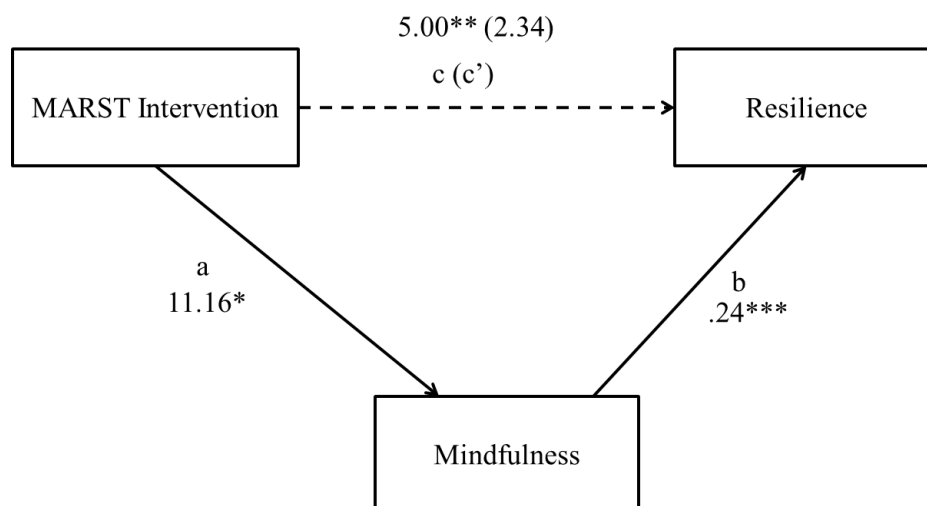 5.00** (2.34)
c (c’)
MARST Intervention
Resilience
a
11.16*
b
.24***
Mindfulness